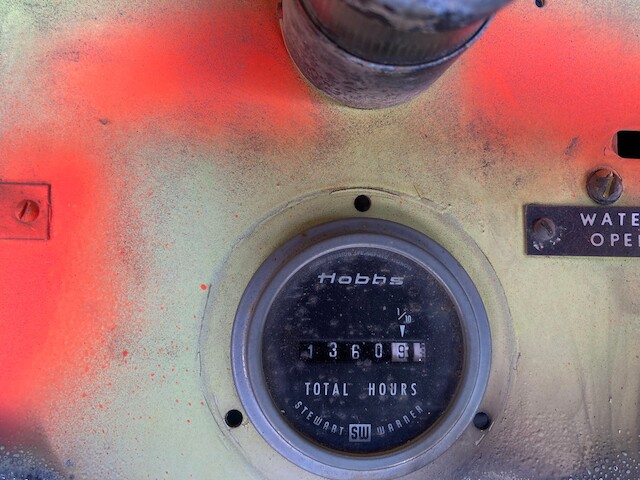 WATE
OPE
Hobbs
1/10
13609
TOTAL HOURS
STEWART SW WARNER